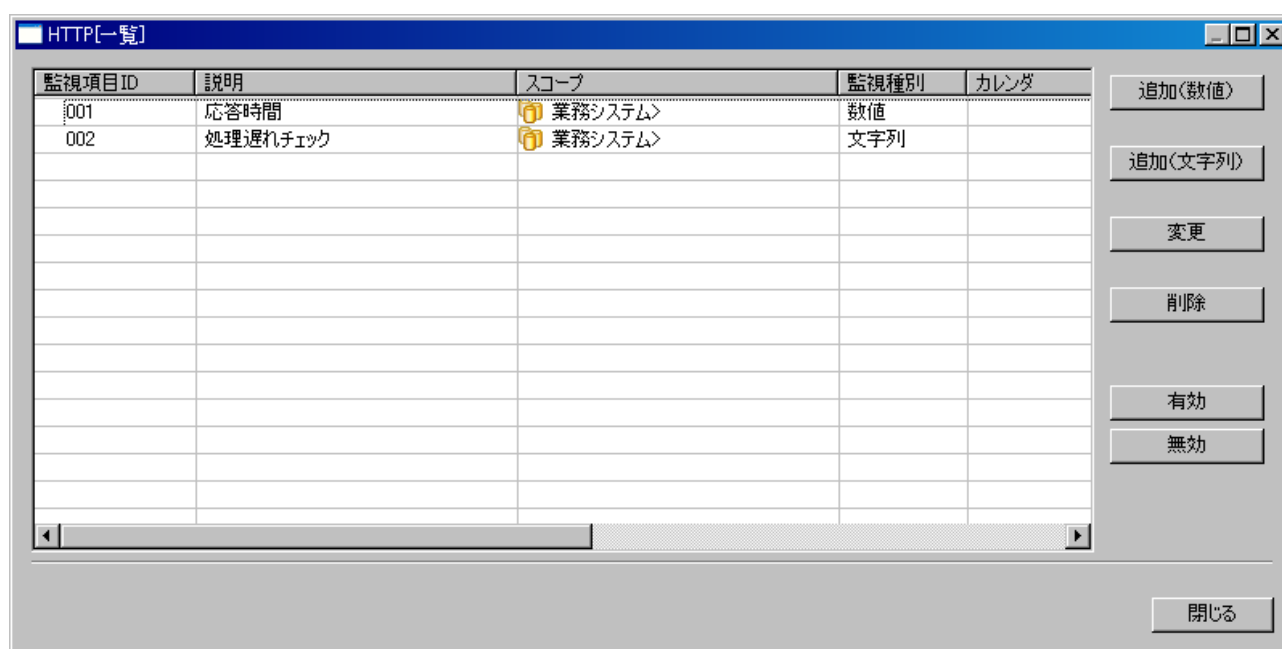 HTTP[一覧]
監視項目ID 説明 スコープ 監視種別 カレンダ
001 応答時間 業務システム> 数値
002 処理遅れチェック 業務システム> 文字列
追加(数値)
追加(文字列)
変更
削除
有効
無効
閉じる